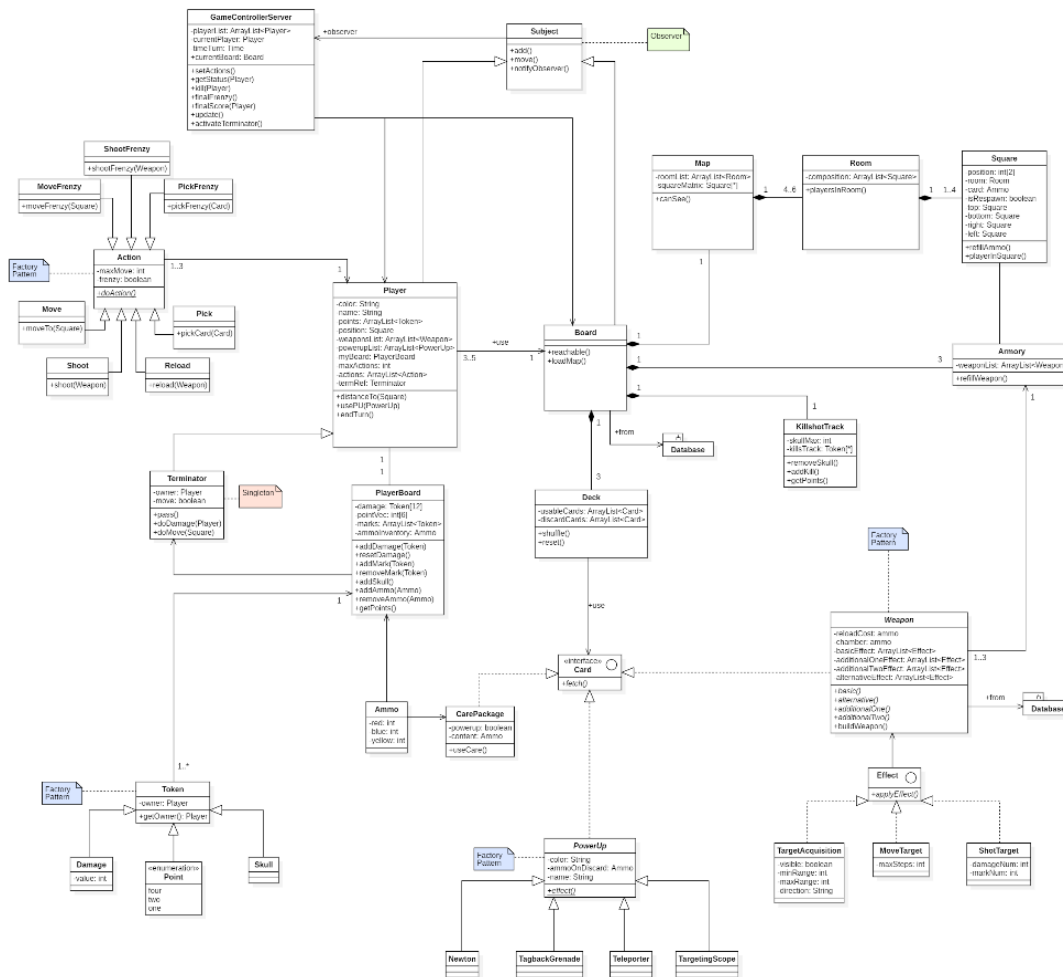 GameControllerServer
-playerList: ArrayList<Player>
-currentPlayer: Player
-timeTurn: Time
+currentBoard: Board
+setActions()
+getStatus(Player)
+kill(Player)
+finalFrenzy()
+finalScore(Player)
+update()
+activateTerminator()
+observer
Subject
+add()
+move()
+notifyObserver()
Observer
ShootFrenzy
+shootFrenzy(Weapon)
MoveFrenzy
+moveFrenzy(Square)
PickFrenzy
+pickFrenzy(Card)
Factory
Pattern
Action
-maxMove: int
-frenzy: boolean
+doAction()
1..3
1
Move
+moveTo(Square)
Pick
+pickCard(Card)
Shoot
+shoot(Weapon)
Reload
-reload(Weapon)
Map
-roomList: ArrayList<Room>
-squareMatrix: Square[*]
+canSee()
1
4..6
Room
-composition: ArrayList<Square>
+playersInRoom()
1
1..4
Square
-position: int[2]
-room: Room
-card: Ammo
-isRespawn: boolean
-top: Square
-bottom: Square
-right: Square
-left: Square
+refillAmmo()
+playerInSquare()
Player
-color: String
-name: String
-points: ArrayList<Token>
-position: Square
-weaponsList: ArrayList<Weapon>
-powerupList: ArrayList<PowerUp>
-myBoard: PlayerBoard
-maxActions: int
-actions: ArrayList<Action>
-termRef: Terminator
+distanceTo(Square)
+usePU(PowerUp)
+endTurn()
+use
3..5
1
Board
+reachable()
+loadMap()
1
1
1
1
1
3
Armory
-weaponList: ArrayList<Weapon
+refillWeapon()
1
1
KillshotTrack
-skullMax: int
-killsTrack: Token[*]
+removeSkull()
+addKill()
+getPoints()
+from
Database
1
1
Terminator
-owner: Player
-move: boolean
+pass()
+doDamage(Player)
+doMove(Square)
Singleton
PlayerBoard
-damage: Token[12]
-pointVec: int[6]
-marks: ArrayList<Token>
-ammoInventory: Ammo
+addDamage(Token)
+resetDamage()
+addMark(Token)
+removeMark(Token)
+addSkull()
+addAmmo(Ammo)
+removeAmmo(Ammo)
+getPoints()
1
3
Deck
-usableCards: ArrayList<Card>
-discardCards: ArrayList<Card>
+shuffle()
+reset()
+use
Factory
Pattern
Weapon
-reloadCost: ammo
-chamber: ammo
-basicEffect: ArrayList<Effect>
-additionalOneEffect: ArrayList<Effect>
-additionalTwoEffect: ArrayList<Effect>
-alternativeEffect: ArrayList<Effect>
+basic()
+alternative()
+additionalOne()
+additionalTwo()
+buildWeapon()
1..3
+from
Database
«interface»
Card
+fetch()
Ammo
-red: int
-blue: int
-yellow: int
CarePackage
-powerup: boolean
-content: Ammo
+useCare()
Effect
+applyEffect()
1..*
Factory
Pattern
Token
-owner: Player
+getOwner(): Player
Damage
-value: int
«enumeration»
Point
four
two
one
Skull
Factory
Pattern
PowerUp
-color: String
-ammoOnDiscard: Ammo
-name: String
+effect()
TargetAcquisition
-visible: boolean
-minRange: int
-maxRange: int
-direction: String
MoveTarget
-maxSteps: int
ShotTarget
-damageNum: int
-markNum: int
Newton
TagbackGrenade
Teleporter
TargetingScope